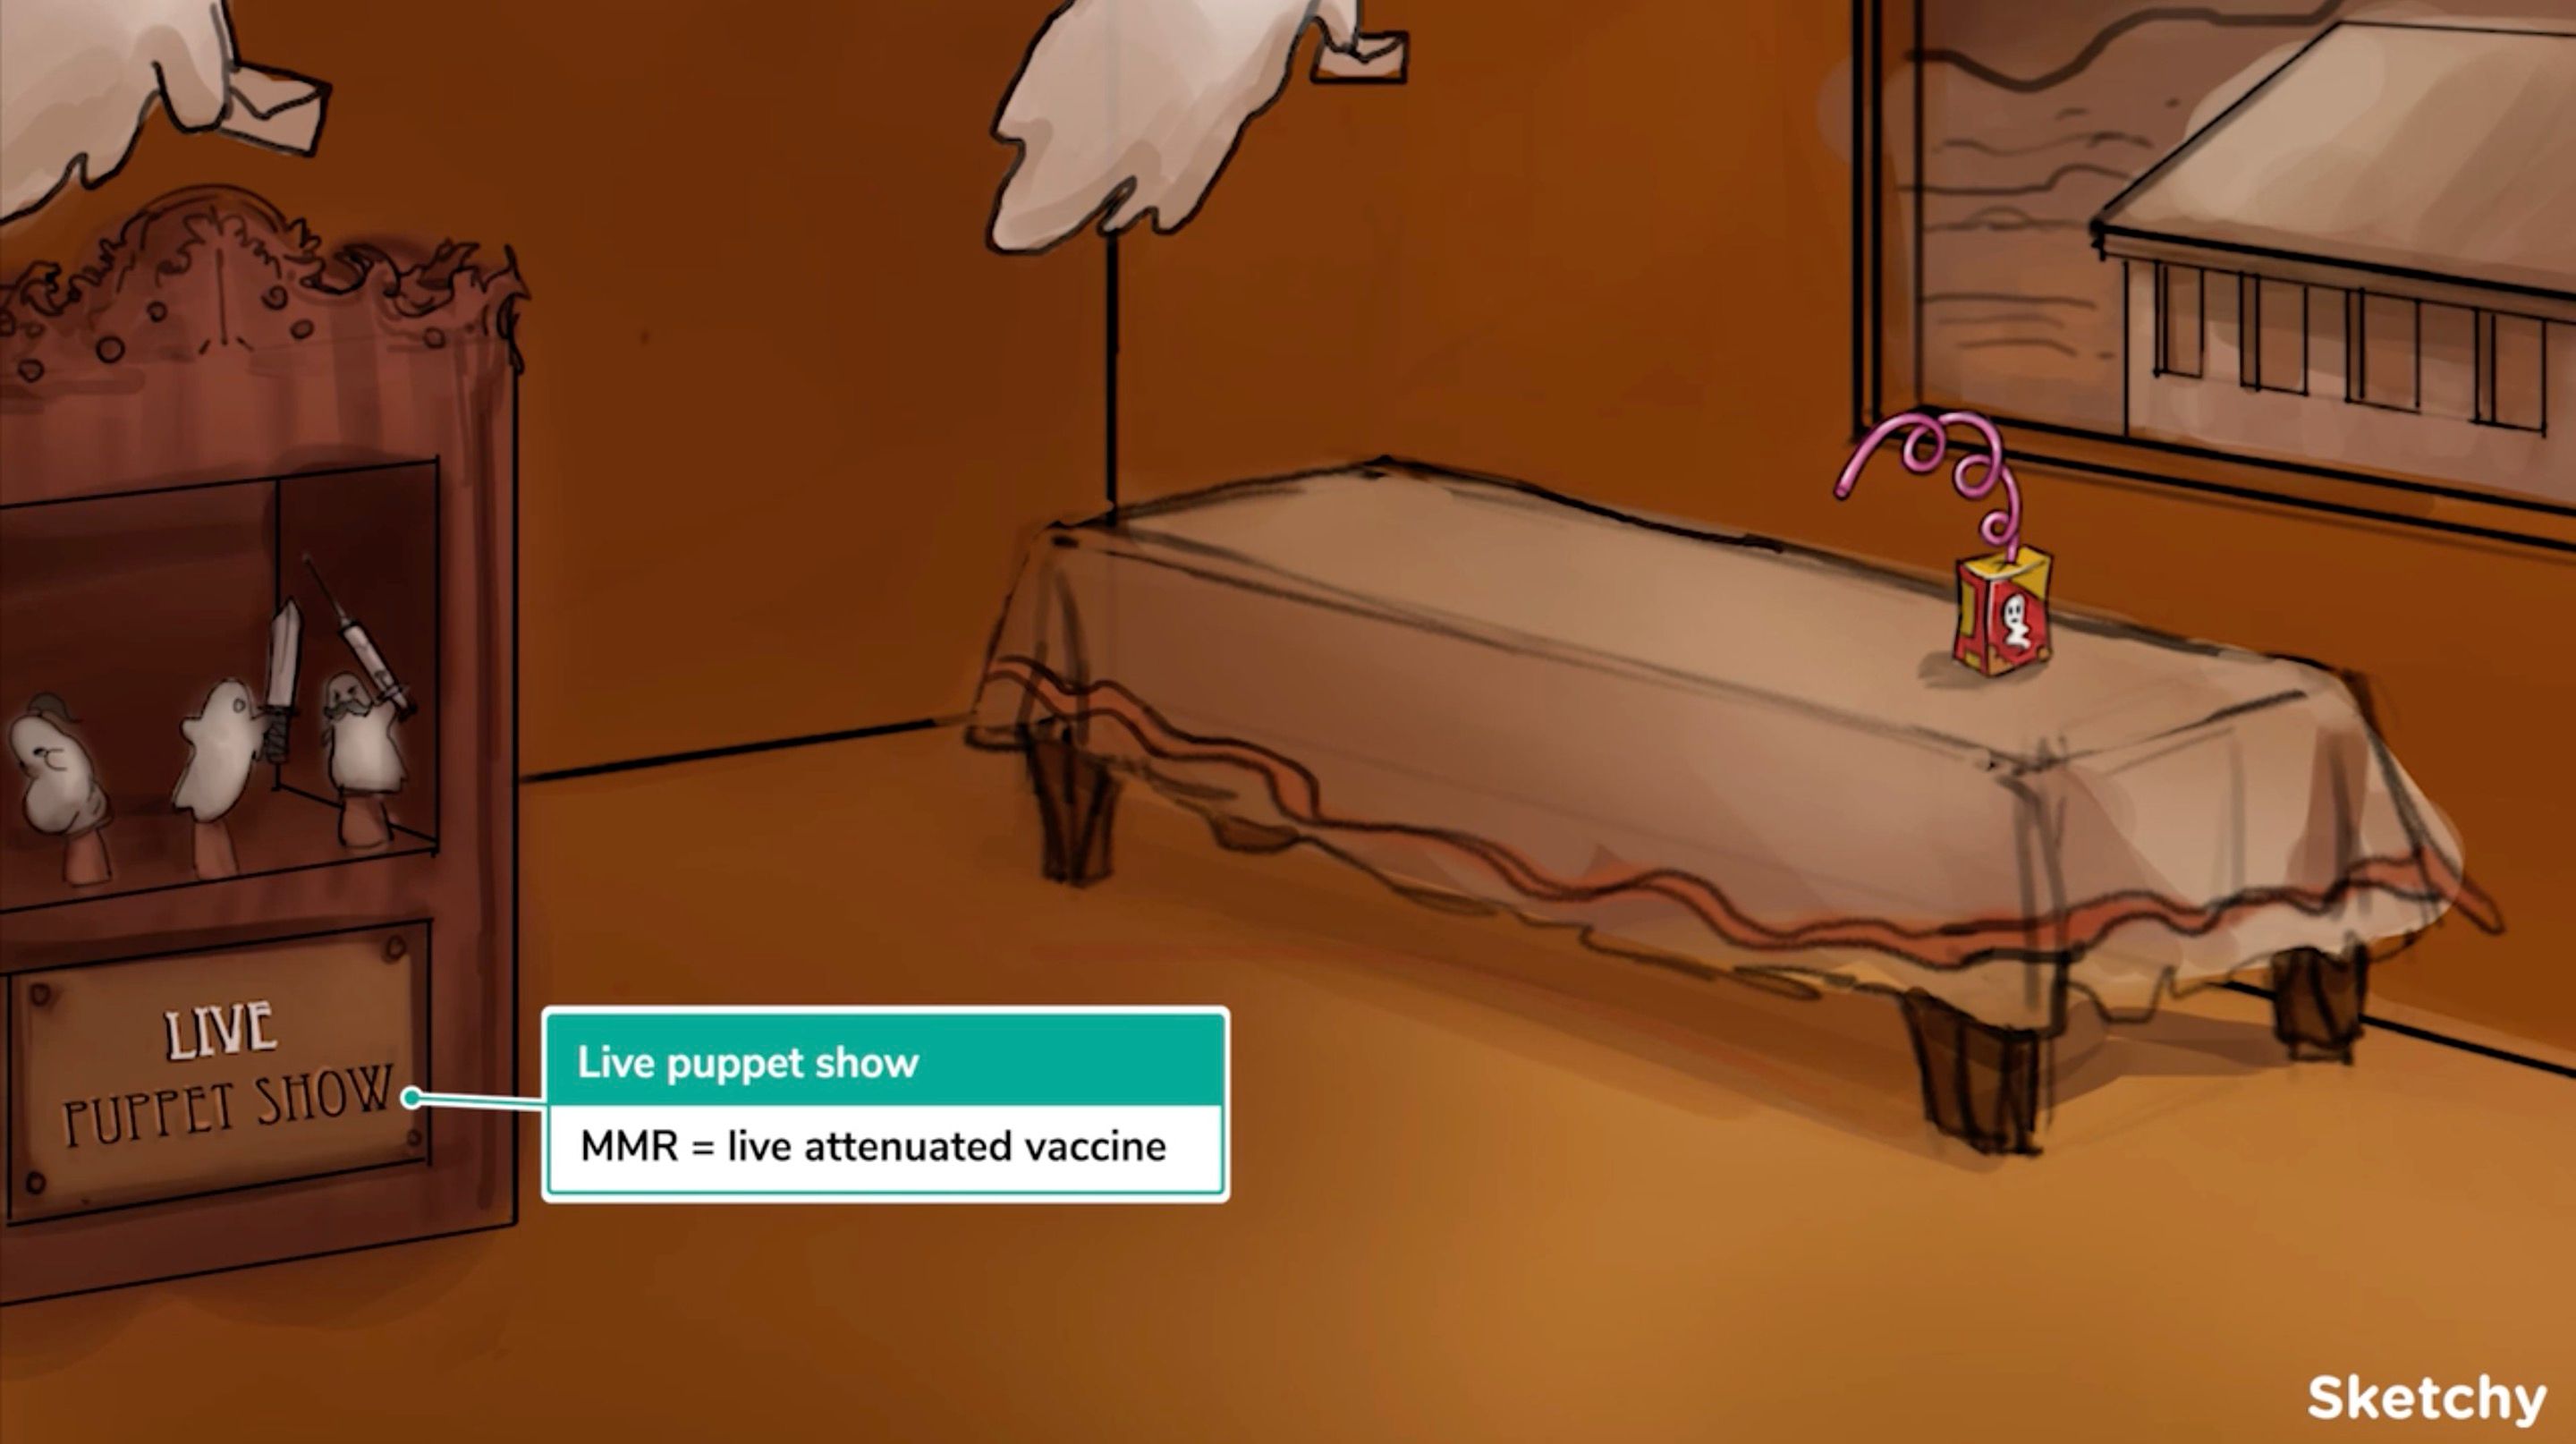 LIVE
PUPPET SHOW
Live puppet show
MMR = live attenuated vaccine
Sketchy